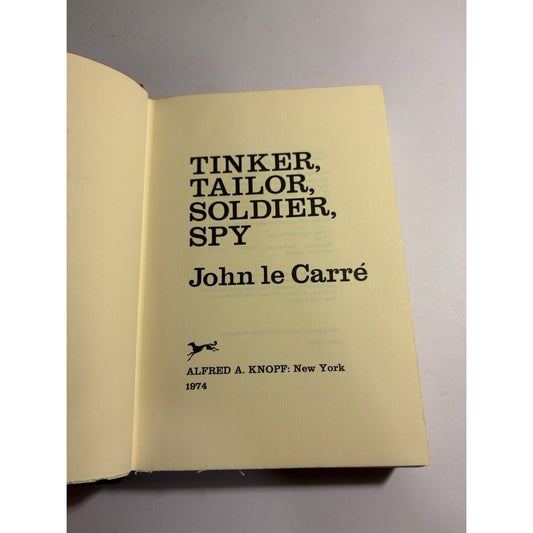 TINKER,
TAILOR,
SOLDIER,
SPY
John le Carré
ALFRED A. KNOPF: New York
1974